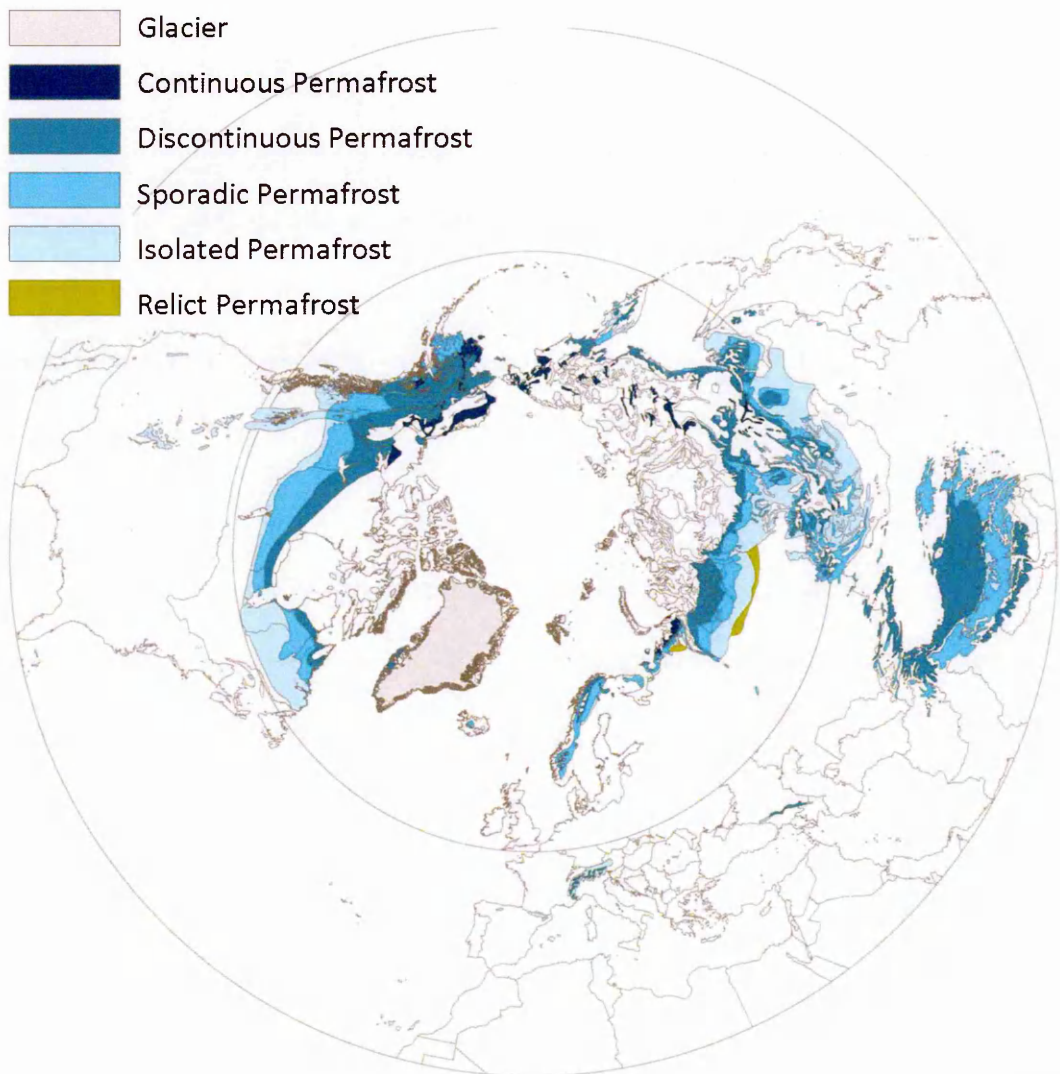 Glacier
Continuous Permafrost
Discontinuous Permafrost
Sporadic Permafrost
Isolated Permafrost
Relict Permafrost